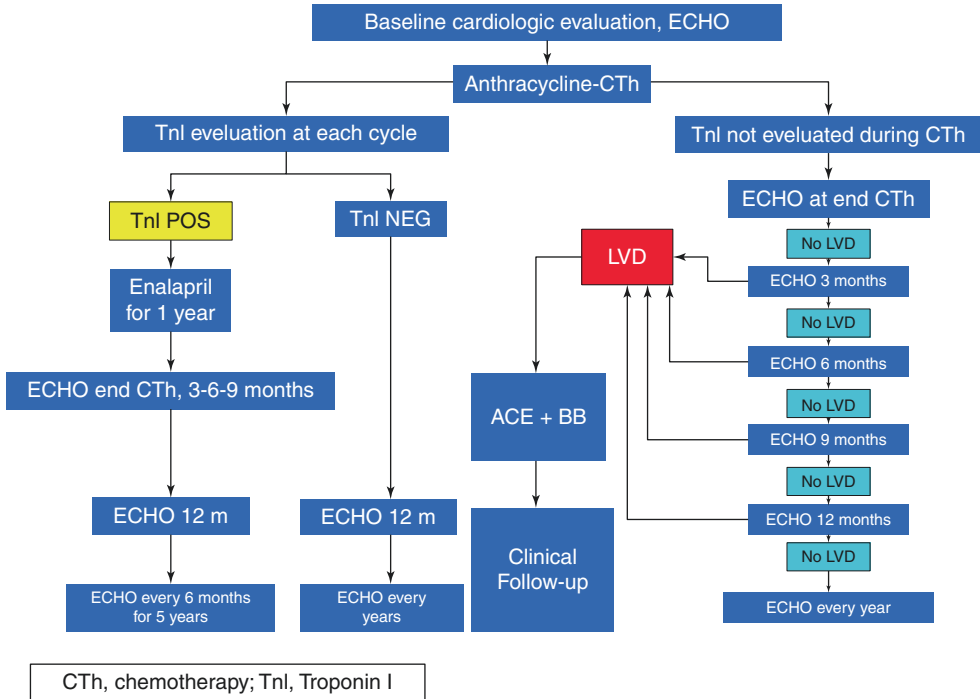 Baseline cardiologic evaluation, ECHO
Anthracycline-CTh
TnI eveluation at each cycle
TnI not eveluated during CTh
TnI POS
TnI NEG
ECHO at end CTh
No LVD
LVD
ECHO 3 months
Enalapril
for 1 year
No LVD
ECHO 6 months
ECHO end CTh, 3-6-9 months
No LVD
ACE + BB
ECHO 9 months
No LVD
ECHO 12 m
ECHO 12 m
ECHO 12 months
Clinical
Follow-up
No LVD
ECHO every 6 months
for 5 years
ECHO every
years
ECHO every year
CTh, chemotherapy; TnI, Troponin I